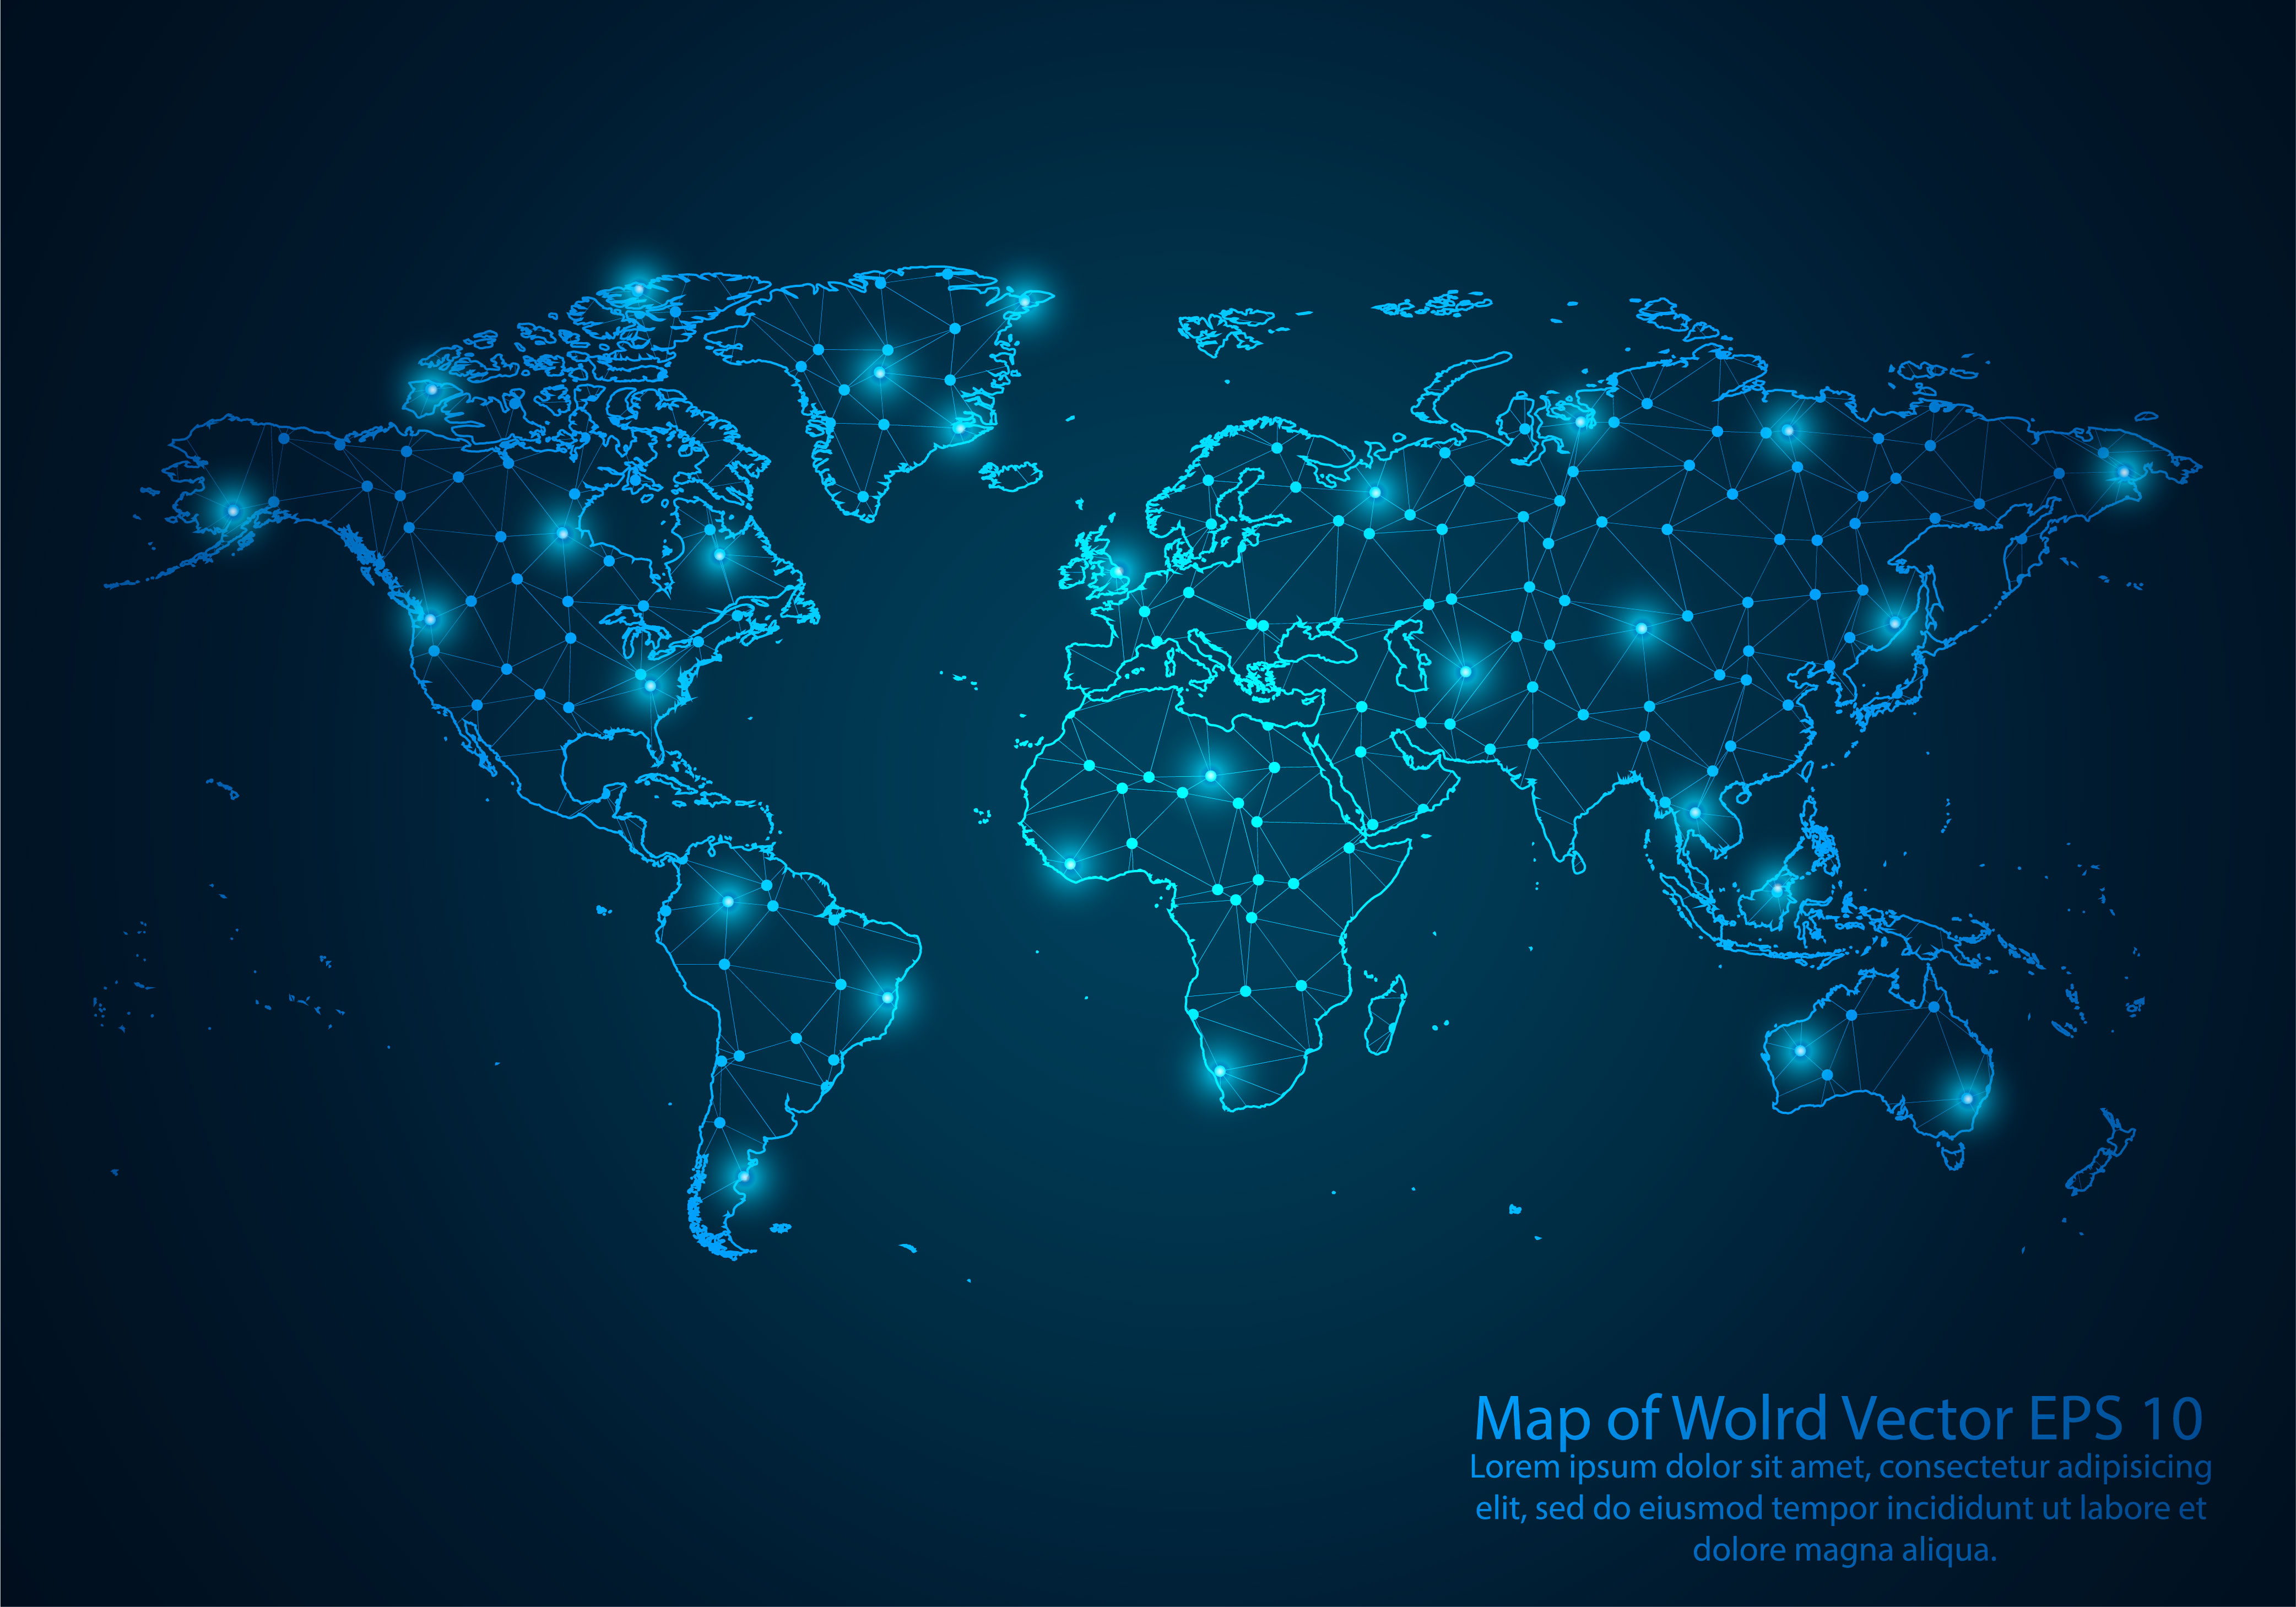 Map of Wolrd Vector EPS 10
Lorem ipsum dolor sit amet, consectetur adipisicing
elit, sed do eiusmod tempor incididunt ut labore et
dolore magna aliqua.